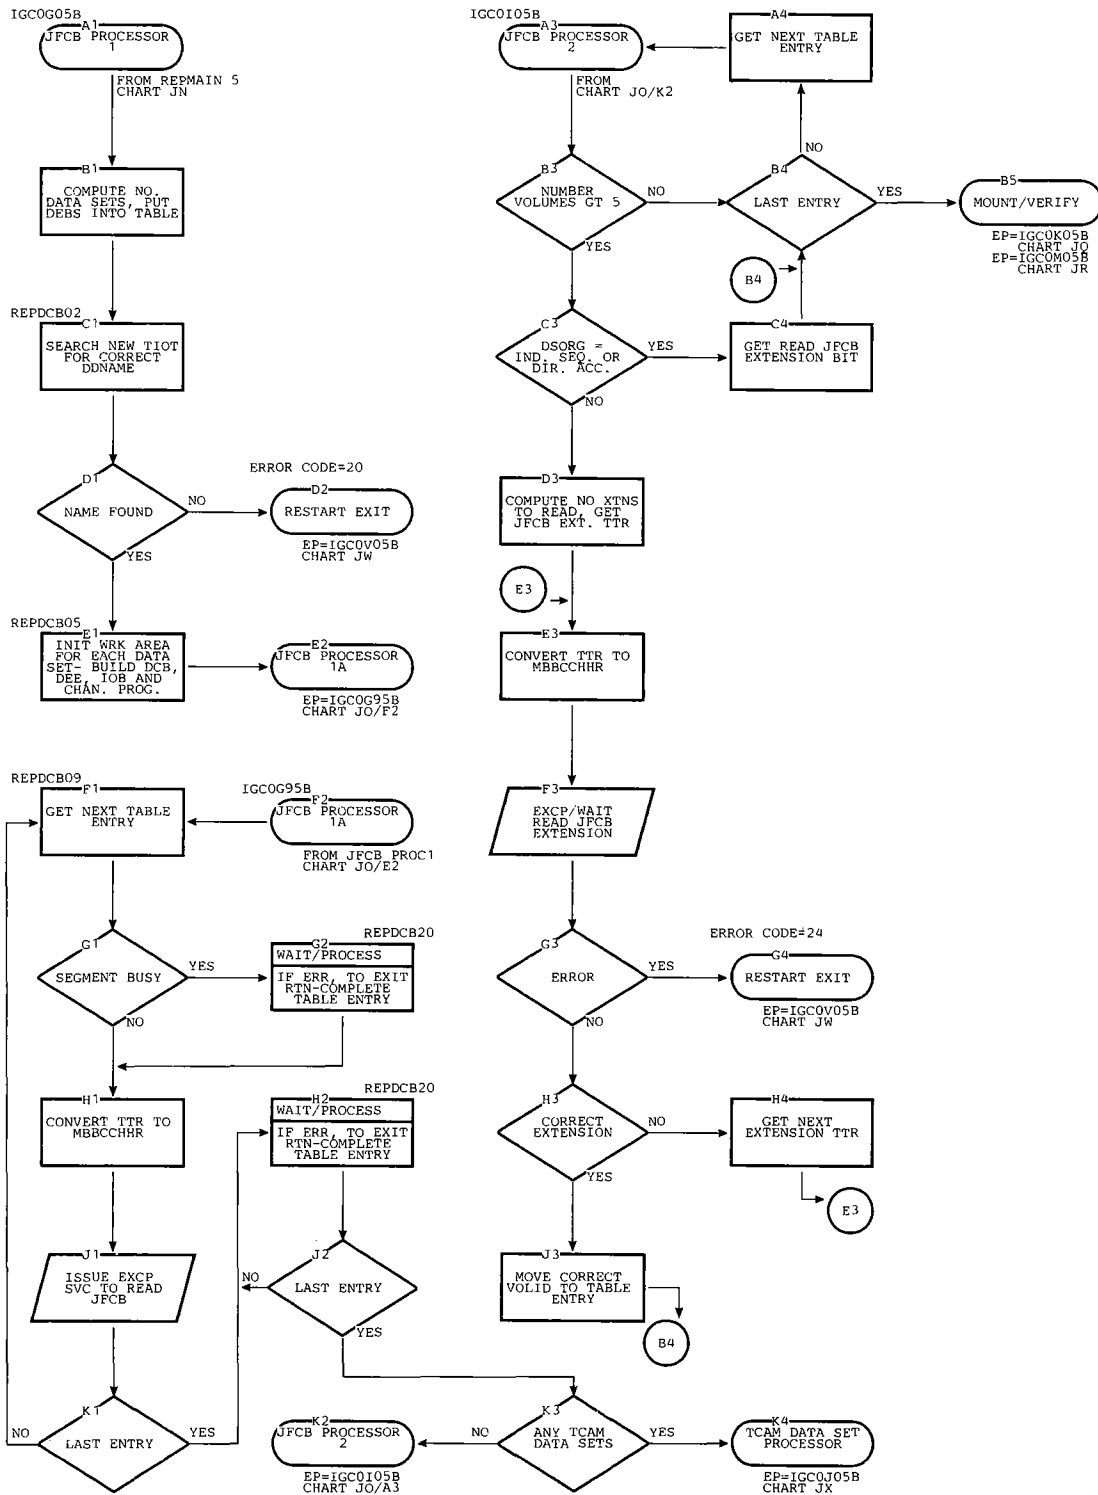 IGC0G05B
A1
JFCB PROCESSOR
1
FROM REPMAIN 5
CHART JN
B1
COMPUTE NO.
DATA SETS, PUT
DEBS INTO TABLE
REPDCB02
C1
SEARCH NEW TIOT
FOR CORRECT
DDNAME
D1
NAME FOUND
NO
YES
ERROR CODE=20
D2
RESTART EXIT
EP=IGC0V05B
CHART JW
REPDCB05
E1
INIT WRK AREA
FOR EACH DATA
SET- BUILD DCB,
DEE, IOB AND
CHAN. PROG.
E2
JFCB PROCESSOR
1A
EP=IGC0G95B
CHART JO/F2
REPDCB09
F1
GET NEXT TABLE
ENTRY
IGC0G95B
F2
JFCB PROCESSOR
1A
FROM JFCB PROC1
CHART JO/E2
G1
SEGMENT BUSY
YES
NO
REPDCB20
G2
WAIT/PROCESS
IF ERR, TO EXIT
RTN-COMPLETE
TABLE ENTRY
H1
CONVERT TTR TO
MBBCCHHR
REPDCB20
H2
WAIT/PROCESS
IF ERR, TO EXIT
RTN-COMPLETE
TABLE ENTRY
J1
ISSUE EXCP
SVC TO READ
JFCB
J2
LAST ENTRY
NO
YES
K1
LAST ENTRY
NO
YES
K2
JFCB PROCESSOR
2
EP=IGC0I05B
CHART JO/A3
IGC0I05B
A3
JFCB PROCESSOR
2
FROM
CHART JO/K2
A4
GET NEXT TABLE
ENTRY
B3
NUMBER
VOLUMES GT 5
NO
YES
B4
LAST ENTRY
NO
YES
B5
MOUNT/VERIFY
EP=IGC0K05B
CHART JQ
EP=IGC0M05B
CHART JR
B4
C3
DSORG =
IND. SEQ. OR
DIR. ACC.
YES
NO
C4
GET READ JFCB
EXTENSION BIT
D3
COMPUTE NO XTNS
TO READ, GET
JFCB EXT. TTR
E3
E3
CONVERT TTR TO
MBBCCHHR
F3
EXCP/WAIT
READ JFCB
EXTENSION
G3
ERROR
YES
NO
ERROR CODE=24
G4
RESTART EXIT
EP=IGC0V05B
CHART JW
H3
CORRECT
EXTENSION
NO
YES
H4
GET NEXT
EXTENSION TTR
E3
J3
MOVE CORRECT
VOLID TO TABLE
ENTRY
B4
K3
ANY TCAM
DATA SETS
NO
YES
K4
TCAM DATA SET
PROCESSOR
EP=IGC0J05B
CHART JX